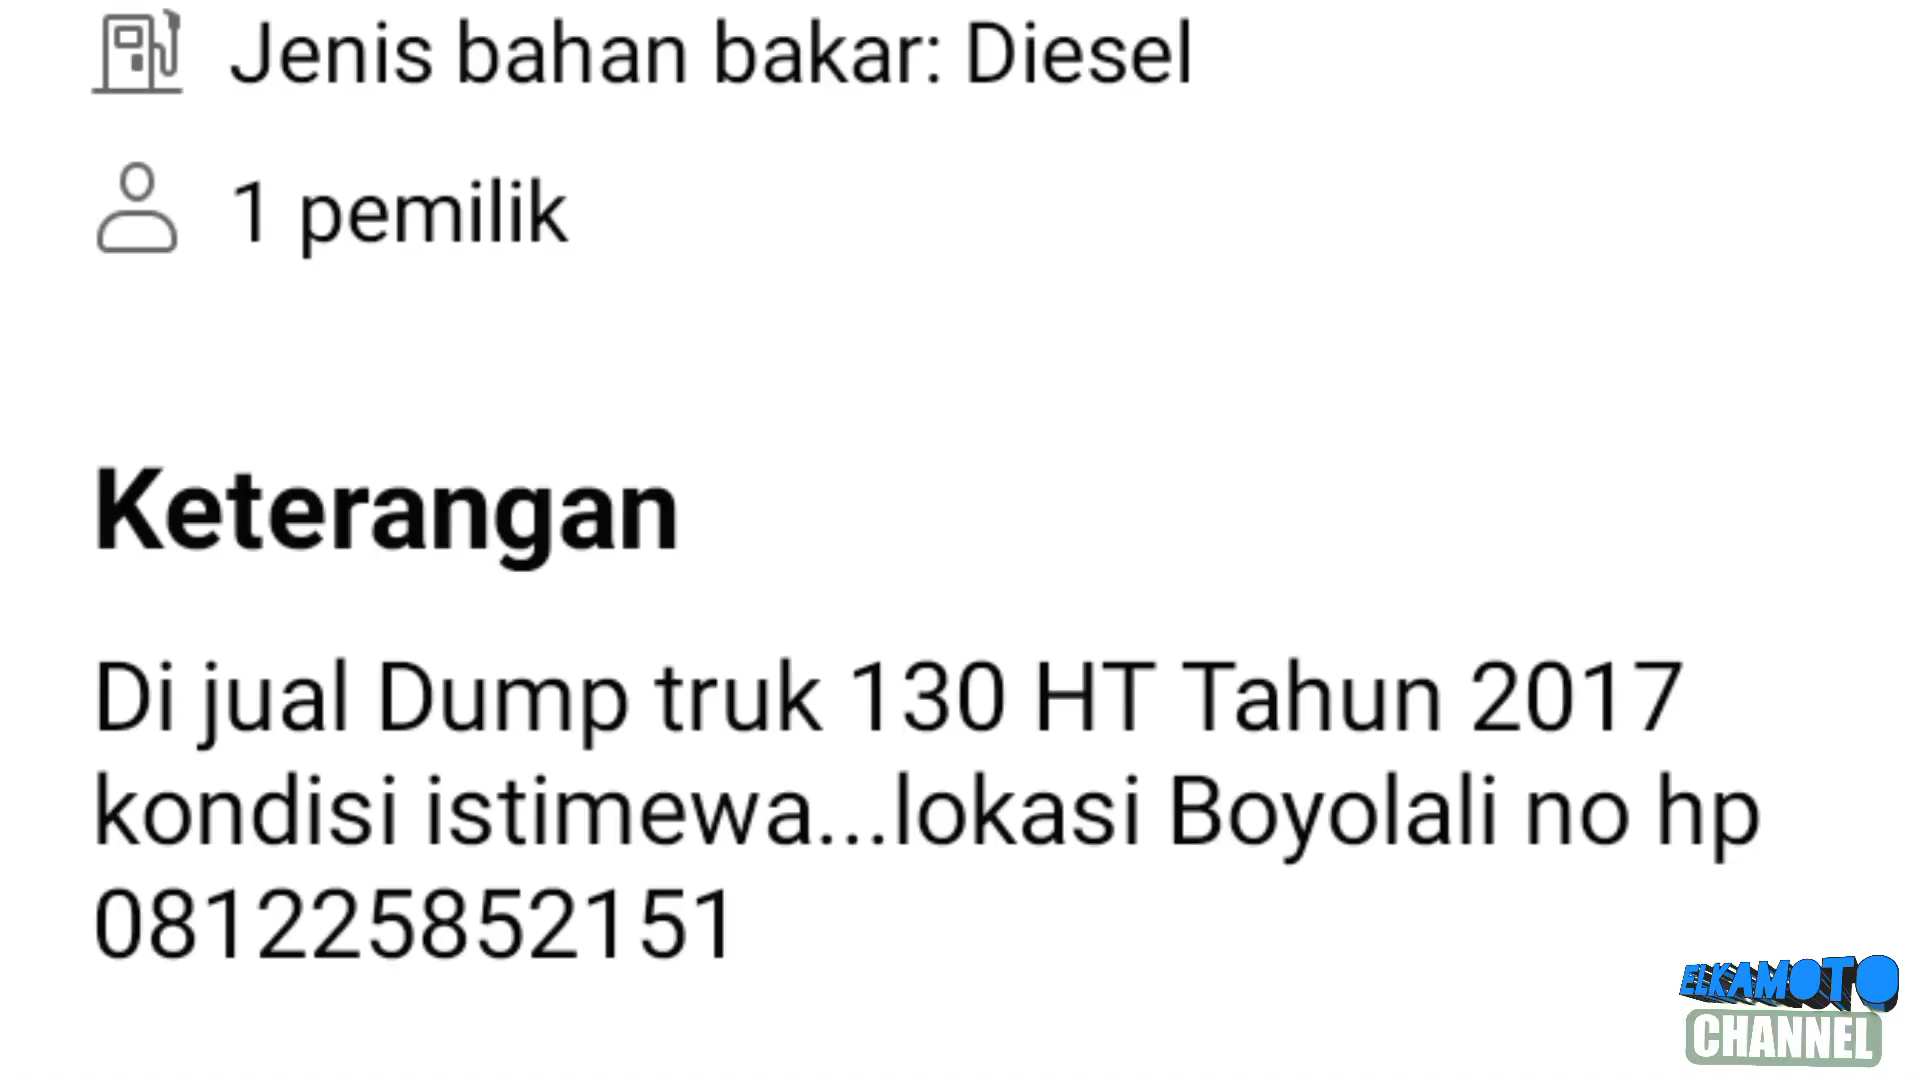 Jenis bahan bakar: Diesel
1 pemilik
Keterangan
Di jual Dump truk 130 HT Tahun 2017
kondisi istimewa...lokasi Boyolali no hp
081225852151
ELKAMOTO
CHANNEL